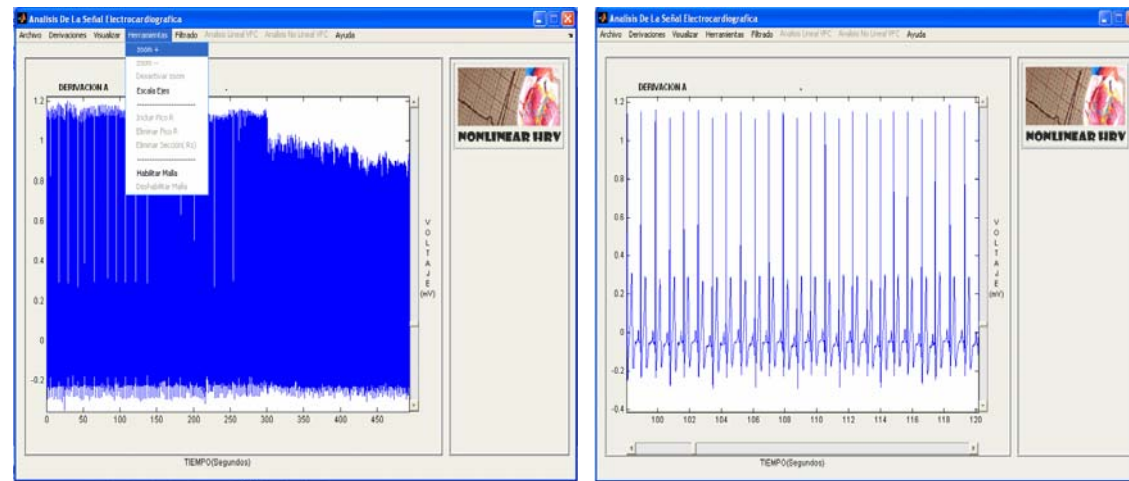 Analisis De La Señal Electrocardiografica
Archivo Derivaciones Visualizar Herramientas Filtrado Analisis Lineal VFC Analisis No Lineal VFC Ayuda
zoom +
zoom --
Desactivar zoom
Escala Ejes
Incluir Pico R
Eliminar Pico R
Eliminar Sección( Rs)
Habilitar Malla
Deshabilitar Malla
DERIVACION A
1.2
1
0.8
0.6
0.4
0.2
0
-0.2
0 50 100 150 200 250 300 350 400 450
TIEMPO(Segundos)
VOLTAJE
(mV)
NONLINEAR HRV
Analisis De La Señal Electrocardiografica
Archivo Derivaciones Visualizar Herramientas Filtrado Analisis Lineal VFC Analisis No Lineal VFC Ayuda
DERIVACION A
1.2
1
0.8
0.6
0.4
0.2
0
-0.2
-0.4
100 102 104 106 108 110 112 114 116 118 120
TIEMPO(Segundos)
VOLTAJE
(mV)
NONLINEAR HRV